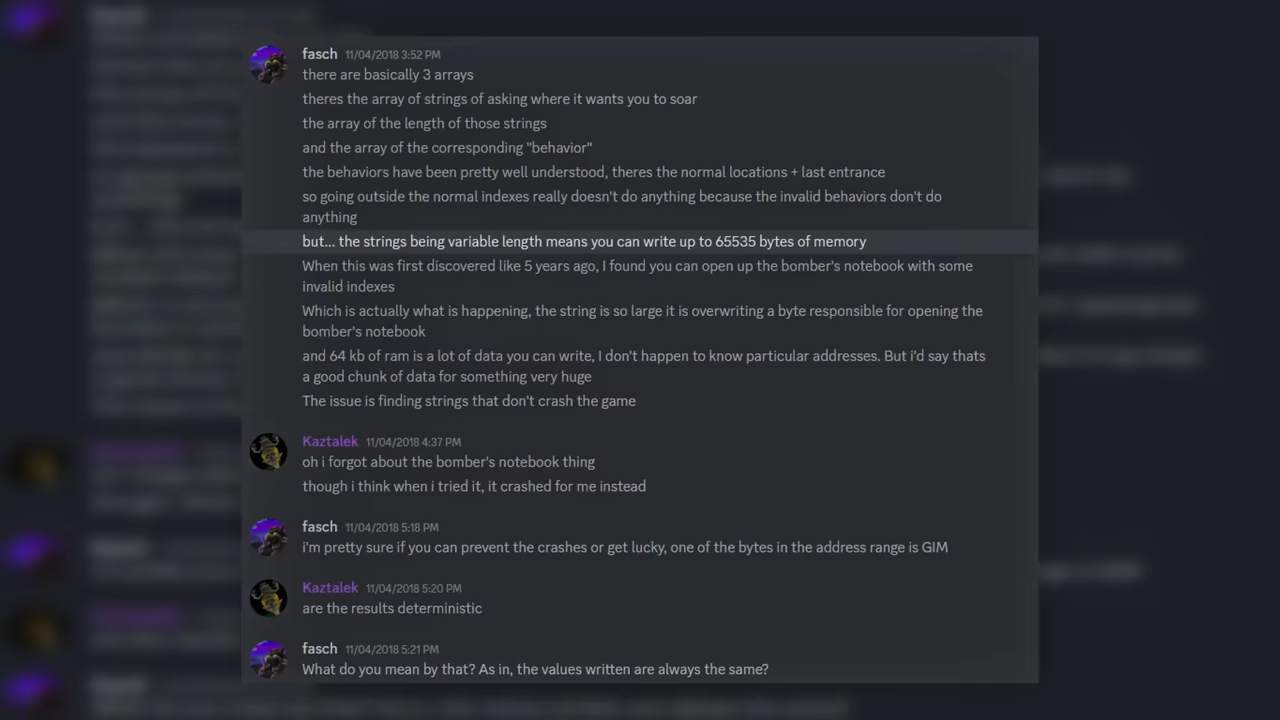 fasch 11/04/2018 3:52 PM
there are basically 3 arrays
theres the array of strings of asking where it wants you to soar
the array of the length of those strings
and the array of the corresponding "behavior"
the behaviors have been pretty well understood, theres the normal locations + last entrance
so going outside the normal indexes really doesn't do anything because the invalid behaviors don't do
anything
but... the strings being variable length means you can write up to 65535 bytes of memory
When this was first discovered like 5 years ago, I found you can open up the bomber's notebook with some
invalid indexes
Which is actually what is happening, the string is so large it is overwriting a byte responsible for opening the
bomber's notebook
and 64 kb of ram is a lot of data you can write, I don't happen to know particular addresses. But i'd say thats
a good chunk of data for something very huge
The issue is finding strings that don't crash the game
Kaztalek 11/04/2018 4:37 PM
oh i forgot about the bomber's notebook thing
though i think when i tried it, it crashed for me instead
fasch 11/04/2018 5:18 PM
i'm pretty sure if you can prevent the crashes or get lucky, one of the bytes in the address range is GIM
Kaztalek 11/04/2018 5:20 PM
are the results deterministic
fasch 11/04/2018 5:21 PM
What do you mean by that? As in, the values written are always the same?